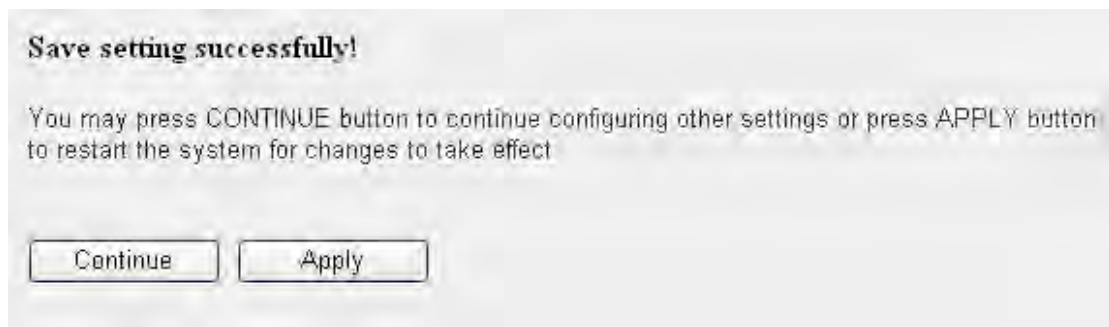 Save setting successfully!
You may press CONTINUE button to continue configuring other settings or press APPLY button
to restart the system for changes to take effect
Continue
Apply